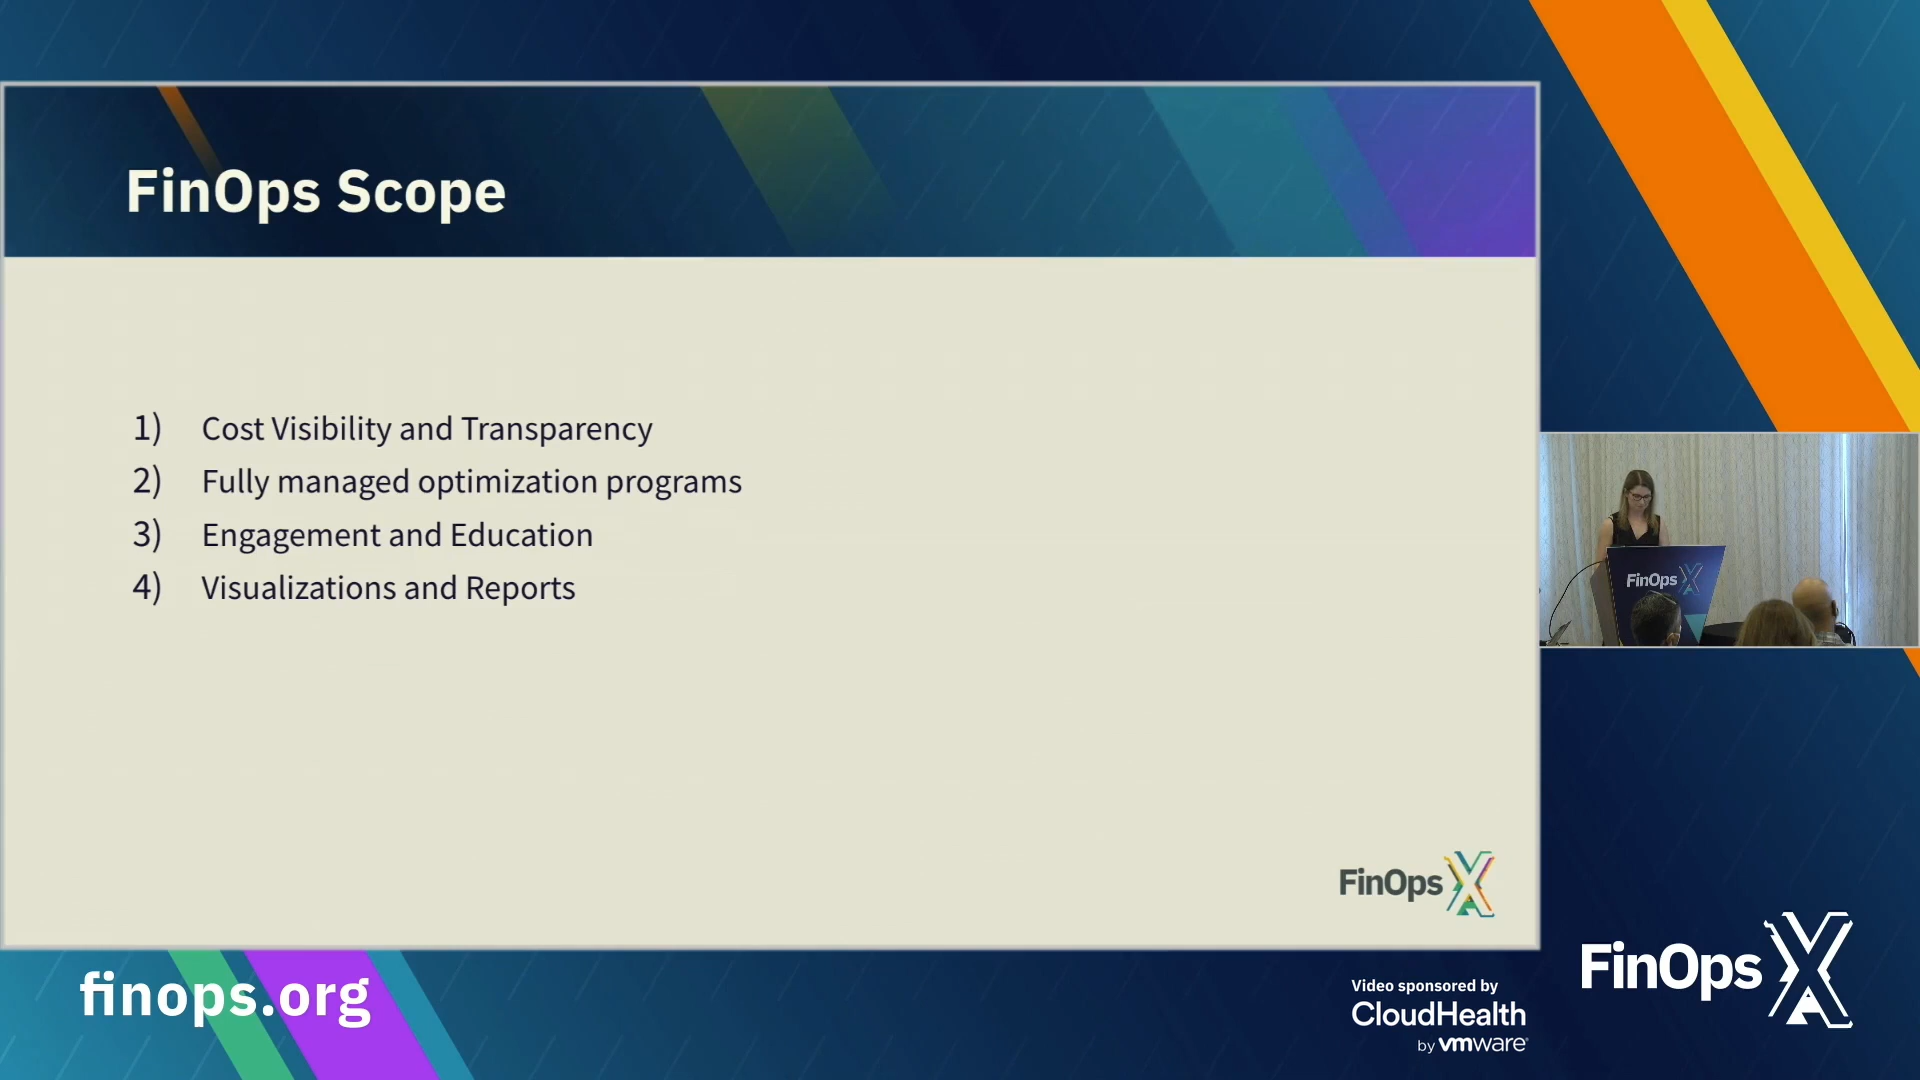 FinOps Scope
1) Cost Visibility and Transparency
2) Fully managed optimization programs
3) Engagement and Education
4) Visualizations and Reports
FinOps X
FinOps X
finops.org
Video sponsored by
CloudHealth
by vmware®
FinOps X